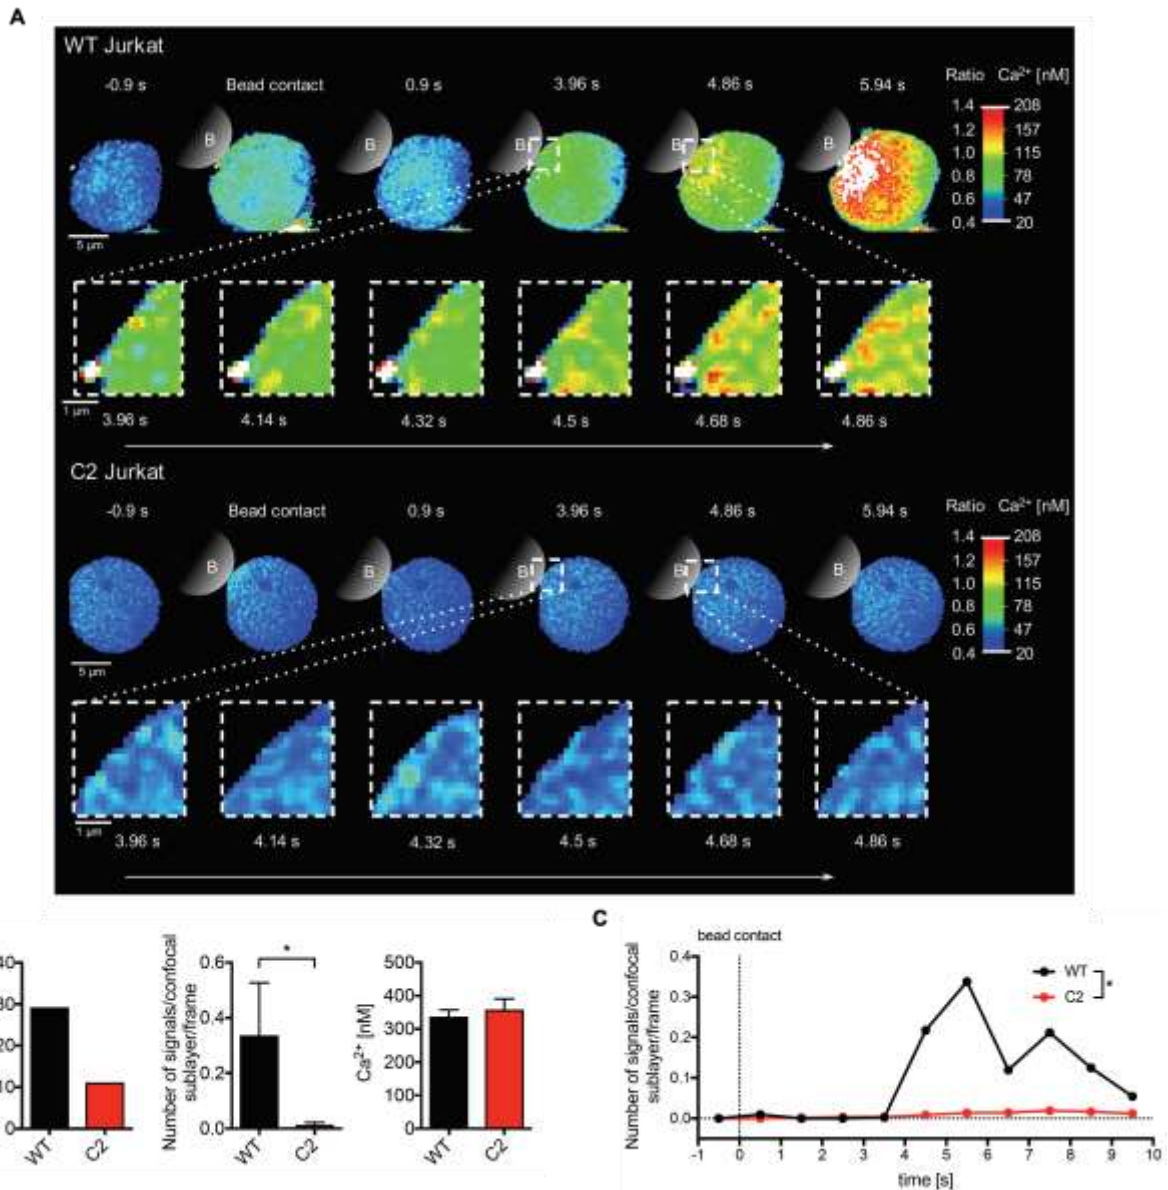 A
WT Jurkat
-0.9 s Bead contact 0.9 s 3.96 s 4.86 s 5.94 s Ratio Ca²⁺ [nM]
1.4 208
1.2 157
1.0 115
0.8 78
0.6 47
0.4 20
B B B B B
5 µm
1 µm
3.96 s 4.14 s 4.32 s 4.5 s 4.68 s 4.86 s
C2 Jurkat
-0.9 s Bead contact 0.9 s 3.96 s 4.86 s 5.94 s Ratio Ca²⁺ [nM]
1.4 208
1.2 157
1.0 115
0.8 78
0.6 47
0.4 20
B B B B B
5 µm
1 µm
3.96 s 4.14 s 4.32 s 4.5 s 4.68 s 4.86 s
40
30
20
10
0
WT C2
Number of signals/confocal
sublayer/frame
0.6
0.4
0.2
0.0
*
WT C2
Ca²⁺ [nM]
500
400
300
200
100
0
WT C2
C
bead contact
Number of signals/confocal
sublayer/frame
0.4
0.3
0.2
0.1
0.0
WT
C2
*
-1 0 1 2 3 4 5 6 7 8 9 10
time [s]